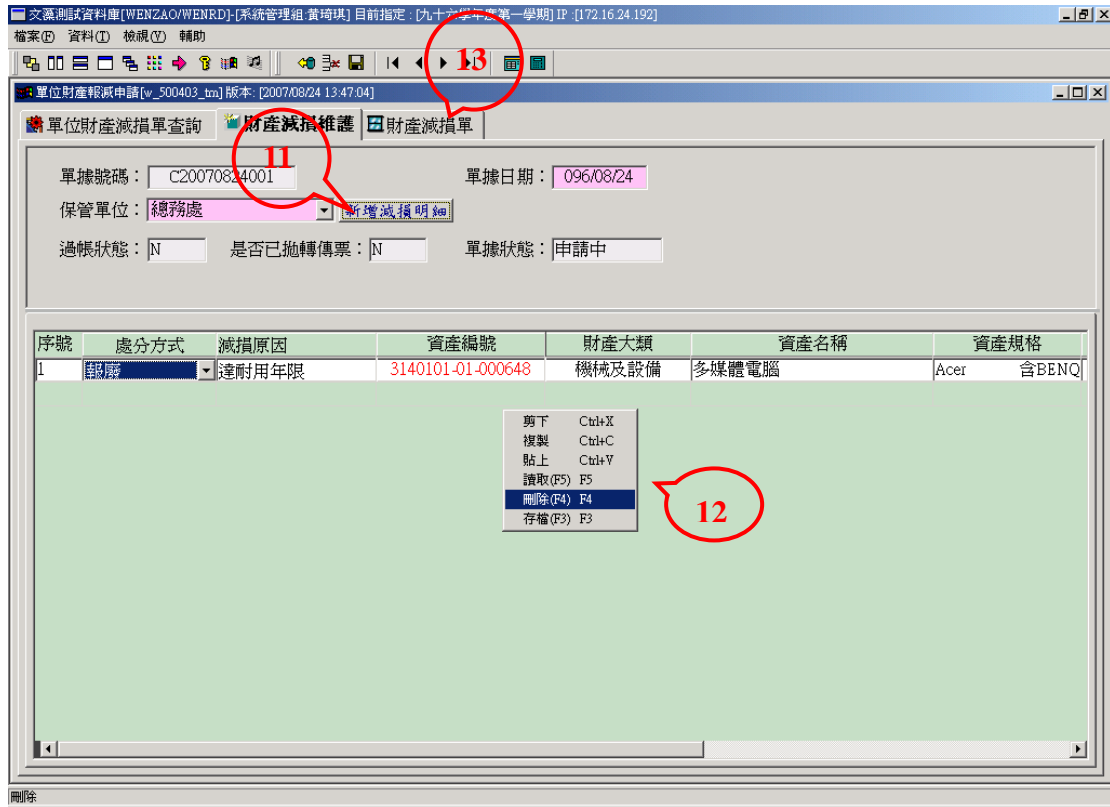 文藻測試資料庫[WENZAO/WENRD]-[系統管理組:黃琦琪] 目前指定 : [九十六學年度第一學期] IP :[172.16.24.192]
檔案(F) 資料(I) 檢視(V) 輔助
13
單位財產報減申請[w_500403_tm] 版本: [2007/08/24 13:47:04]
單位財產減損單查詢 財產減損維護 財產減損單
11
單據號碼： C20070824001 單據日期： 096/08/24
保管單位： 總務處 新增減損明細
過帳狀態： N 是否已拋轉傳票： N 單據狀態： 申請中
序號 處分方式 減損原因 資產編號 財產大類 資產名稱 資產規格
1 報廢 達耐用年限 3140101-01-000648 機械及設備 多媒體電腦 Acer 含BENQ
剪下 Ctrl+X
複製 Ctrl+C
貼上 Ctrl+V
讀取(F5) F5
刪除(F4) F4
存檔(F3) F3
12
刪除